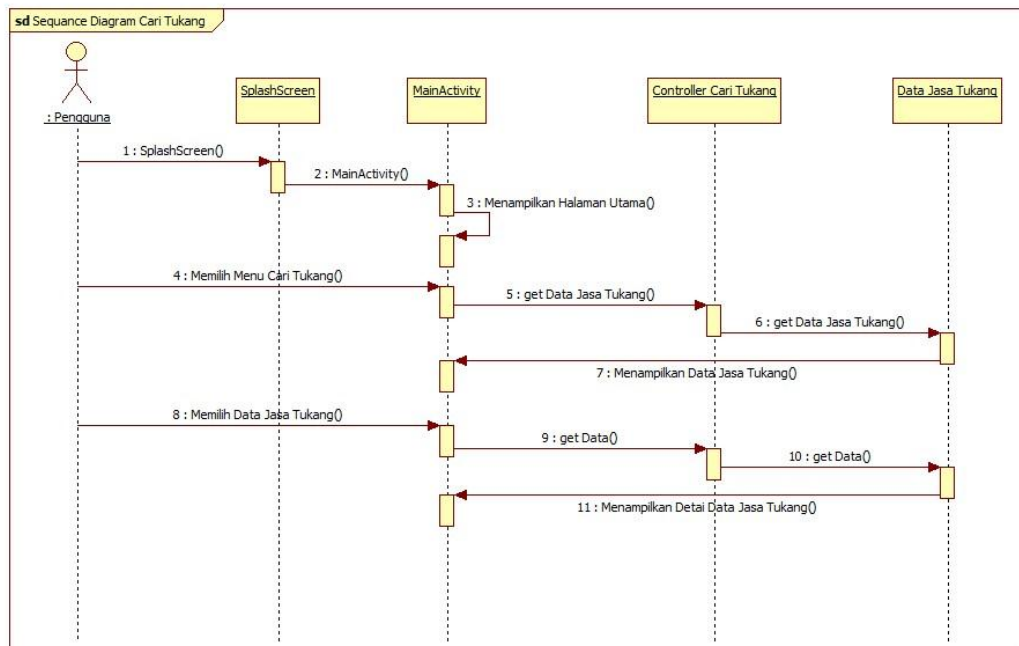 sd Sequance Diagram Cari Tukang
: Pengguna
SplashScreen
MainActivity
Controller Cari Tukang
Data Jasa Tukang
1 : SplashScreen()
2 : MainActivity()
3 : Menampilkan Halaman Utama()
4 : Memilih Menu Cari Tukang()
5 : get Data Jasa Tukang()
6 : get Data Jasa Tukang()
7 : Menampilkan Data Jasa Tukang()
8 : Memilih Data Jasa Tukang()
9 : get Data()
10 : get Data()
11 : Menampilkan Detai Data Jasa Tukang()